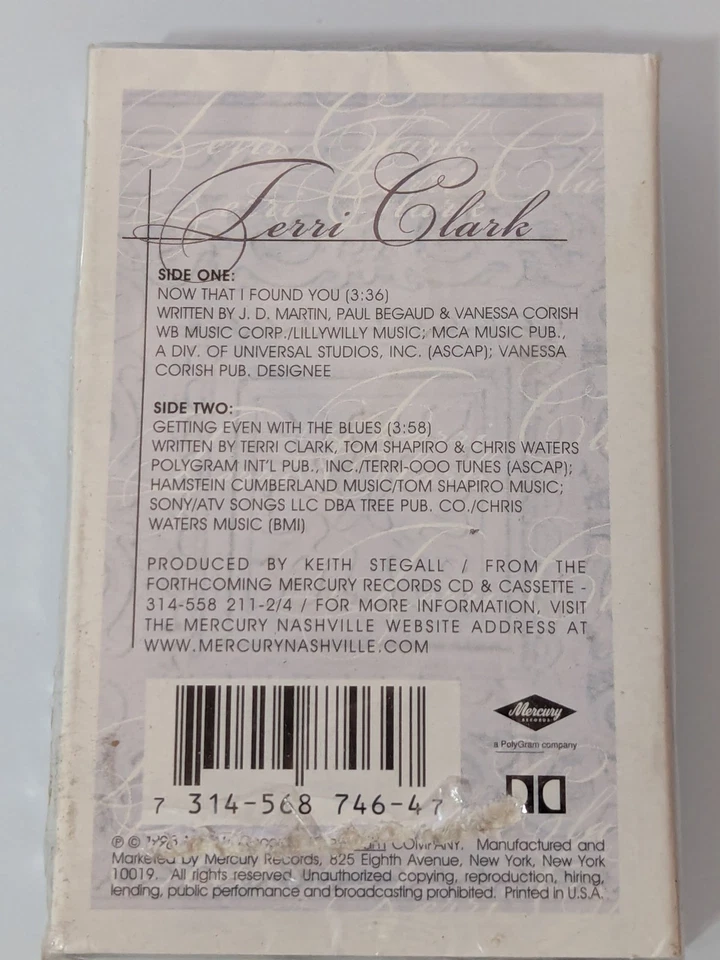 Terri Clark
SIDE ONE:
NOW THAT I FOUND YOU (3:36)
WRITTEN BY J. D. MARTIN, PAUL BEGAUD & VANESSA CORISH
WB MUSIC CORP./LILLYWILLY MUSIC; MCA MUSIC PUB.,
A DIV. OF UNIVERSAL STUDIOS, INC. (ASCAP); VANESSA
CORISH PUB. DESIGNEE
SIDE TWO:
GETTING EVEN WITH THE BLUES (3:58)
WRITTEN BY TERRI CLARK, TOM SHAPIRO & CHRIS WATERS
POLYGRAM INT'L PUB., INC./TERRI-OOO TUNES (ASCAP);
HAMSTEIN CUMBERLAND MUSIC/TOM SHAPIRO MUSIC;
SONY/ATV SONGS LLC DBA TREE PUB. CO./CHRIS
WATERS MUSIC (BMI)
PRODUCED BY KEITH STEGALL / FROM THE
FORTHCOMING MERCURY RECORDS CD & CASSETTE -
314-558 211-2/4 / FOR MORE INFORMATION, VISIT
THE MERCURY NASHVILLE WEBSITE ADDRESS AT
WWW.MERCURYNASHVILLE.COM
Mercury
RECORDS
a PolyGram company
7 314-568 746-4 7
℗ © COMPANY. Manufactured and
Marketed by Mercury Records, 825 Eighth Avenue, New York, New York
10019. All rights reserved. Unauthorized copying, reproduction, hiring,
lending, public performance and broadcasting prohibited. Printed in U.S.A.